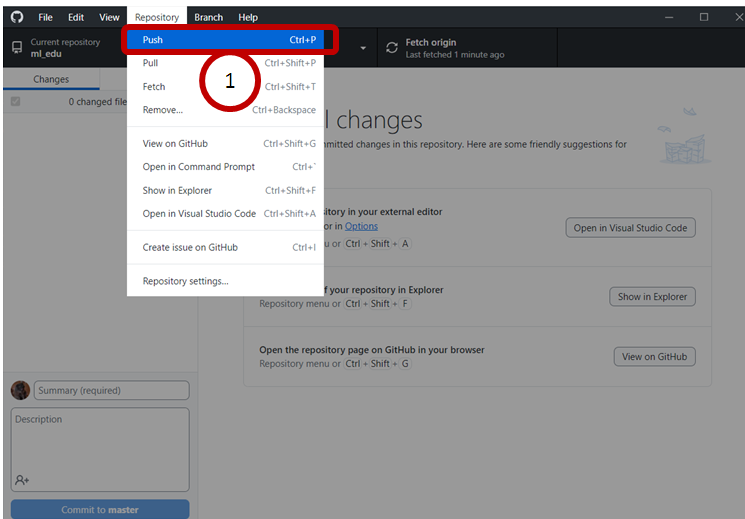 File Edit View Repository Branch Help
Current repository
ml_edu
Fetch origin
Last fetched 1 minute ago
Push Ctrl+P
Pull Ctrl+Shift+P
Fetch Ctrl+Shift+T
Remove... Ctrl+Backspace
View on GitHub Ctrl+Shift+G
Open in Command Prompt Ctrl+`
Show in Explorer Ctrl+Shift+F
Open in Visual Studio Code Ctrl+Shift+A
Create issue on GitHub Ctrl+I
Repository settings...
1
Changes
0 changed file
l changes
committed changes in this repository. Here are some friendly suggestions for
sitory in your external editor
or in Options
u or Ctrl + Shift + A
Open in Visual Studio Code
of your repository in Explorer
Repository menu or Ctrl + Shift + F
Show in Explorer
Open the repository page on GitHub in your browser
Repository menu or Ctrl + Shift + G
View on GitHub
Summary (required)
Description
Commit to master